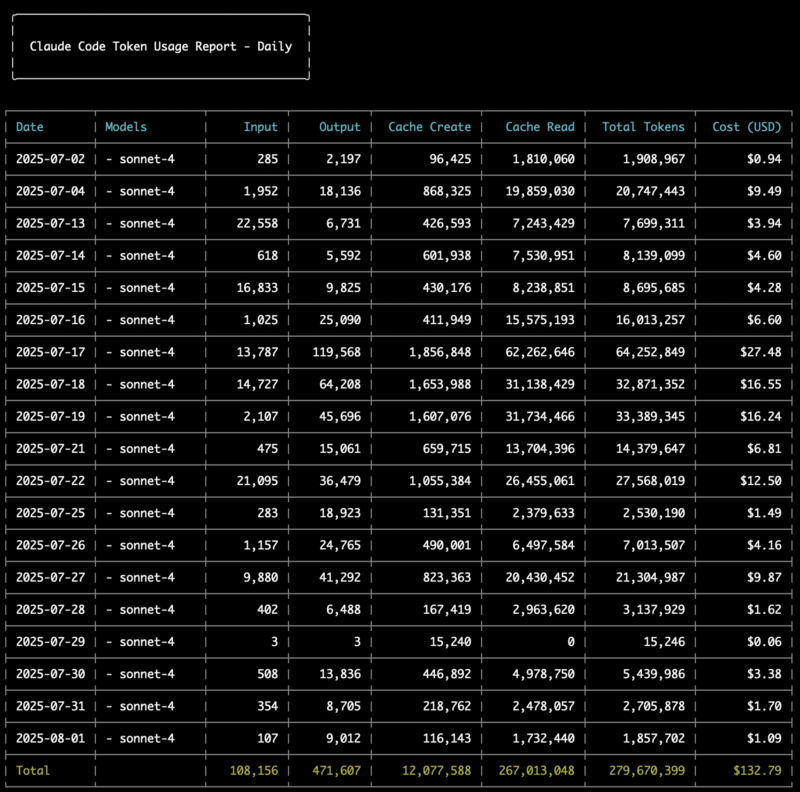 Claude Code Token Usage Report - Daily
Date Models Input Output Cache Create Cache Read Total Tokens Cost (USD)
2025-07-02 - sonnet-4 285 2,197 96,425 1,810,060 1,908,967 $0.94
2025-07-04 - sonnet-4 1,952 18,136 868,325 19,859,030 20,747,443 $9.49
2025-07-13 - sonnet-4 22,558 6,731 426,593 7,243,429 7,699,311 $3.94
2025-07-14 - sonnet-4 618 5,592 601,938 7,530,951 8,139,099 $4.60
2025-07-15 - sonnet-4 16,833 9,825 430,176 8,238,851 8,695,685 $4.28
2025-07-16 - sonnet-4 1,025 25,090 411,949 15,575,193 16,013,257 $6.60
2025-07-17 - sonnet-4 13,787 119,568 1,856,848 62,262,646 64,252,849 $27.48
2025-07-18 - sonnet-4 14,727 64,208 1,653,988 31,138,429 32,871,352 $16.55
2025-07-19 - sonnet-4 2,107 45,696 1,607,076 31,734,466 33,389,345 $16.24
2025-07-21 - sonnet-4 475 15,061 659,715 13,704,396 14,379,647 $6.81
2025-07-22 - sonnet-4 21,095 36,479 1,055,384 26,455,061 27,568,019 $12.50
2025-07-25 - sonnet-4 283 18,923 131,351 2,379,633 2,530,190 $1.49
2025-07-26 - sonnet-4 1,157 24,765 490,001 6,497,584 7,013,507 $4.16
2025-07-27 - sonnet-4 9,880 41,292 823,363 20,430,452 21,304,987 $9.87
2025-07-28 - sonnet-4 402 6,488 167,419 2,963,620 3,137,929 $1.62
2025-07-29 - sonnet-4 3 3 15,240 0 15,246 $0.06
2025-07-30 - sonnet-4 508 13,836 446,892 4,978,750 5,439,986 $3.38
2025-07-31 - sonnet-4 354 8,705 218,762 2,478,057 2,705,878 $1.70
2025-08-01 - sonnet-4 107 9,012 116,143 1,732,440 1,857,702 $1.09
Total 108,156 471,607 12,077,588 267,013,048 279,670,399 $132.79